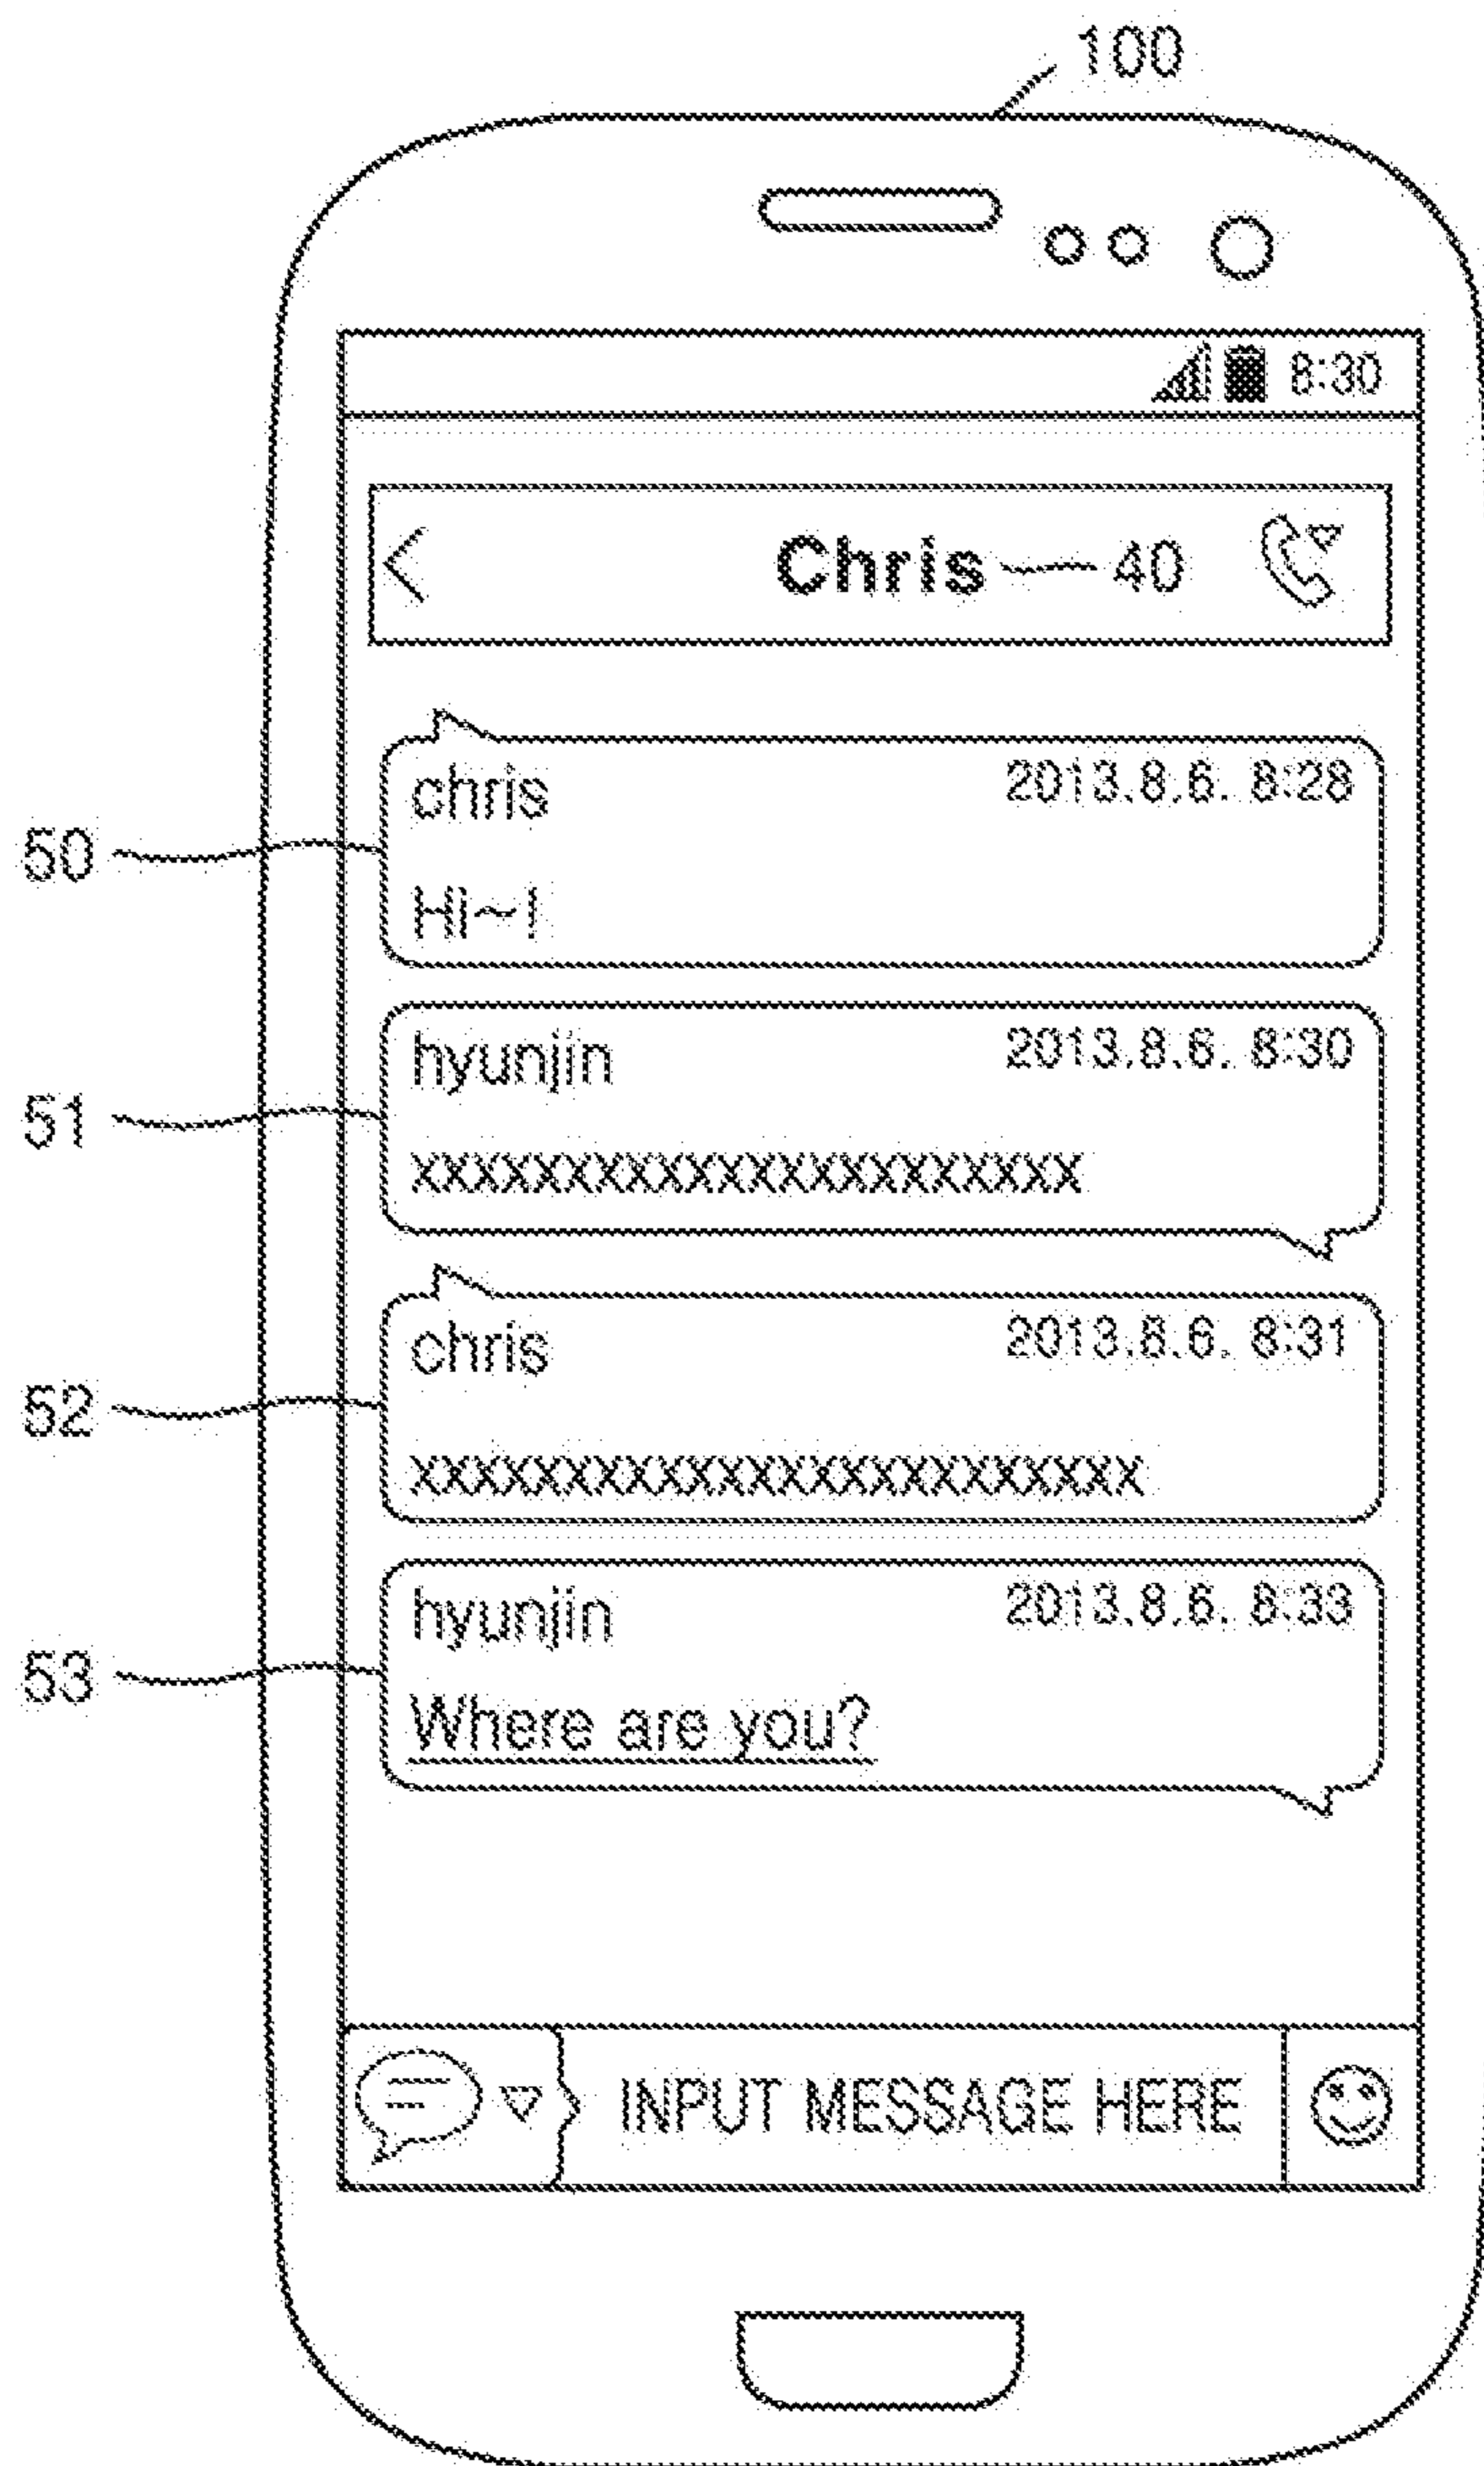 100
8:30
Chris 40
chris 2013.8.6. 8:28
50
Hi~!
hyunjin 2013.8.6. 8:30
51
xxxxxxxxxxxxxxxxxxxxxx
chris 2013.8.6. 8:31
52
xxxxxxxxxxxxxxxxxxxxxxxx
hyunjin 2013.8.6. 8:33
53
Where are you?
INPUT MESSAGE HERE